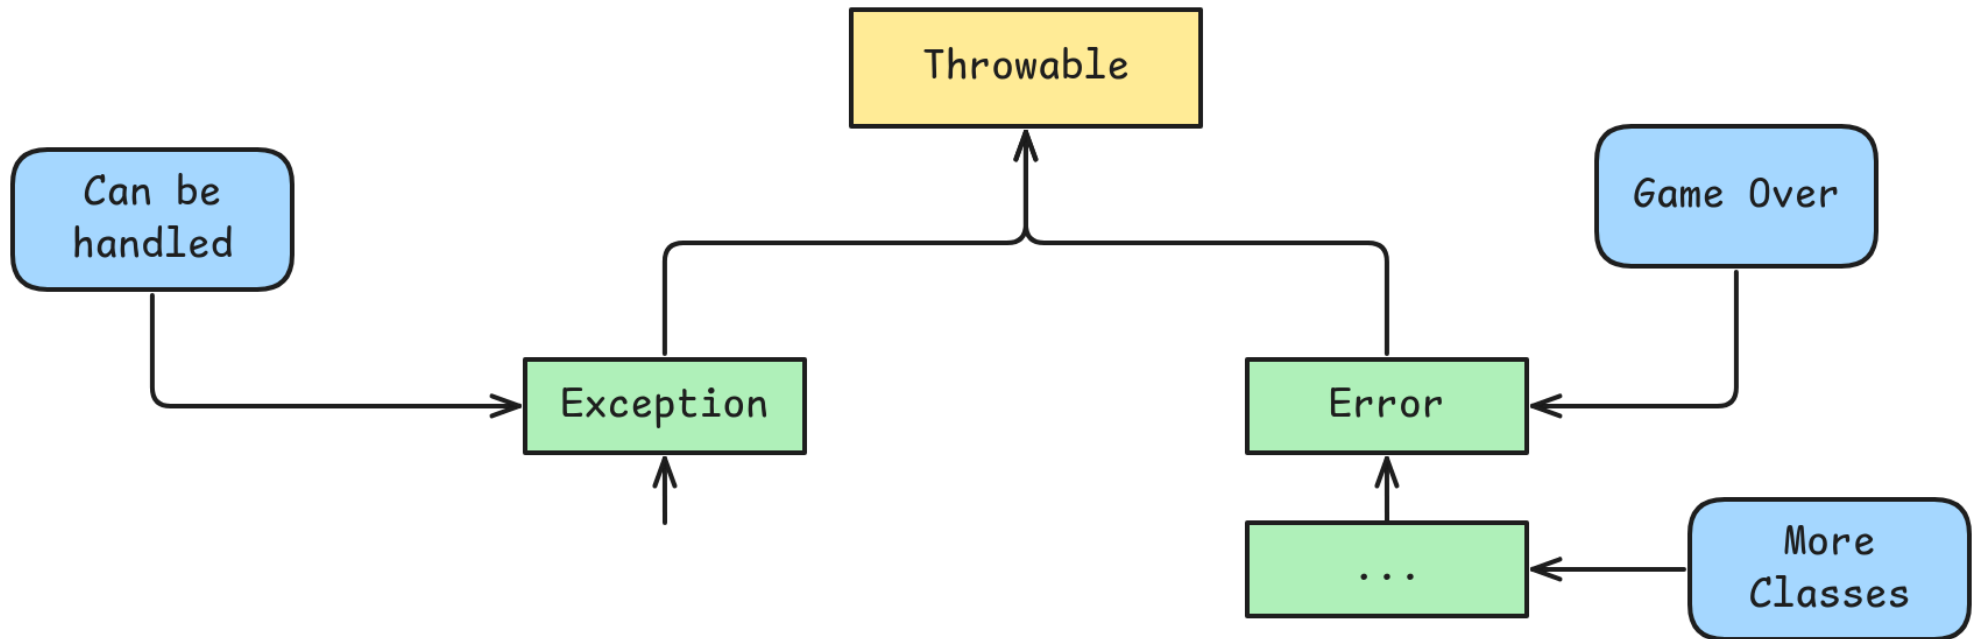 Throwable
Can be
handled
Game Over
Exception
Error
...
More
Classes